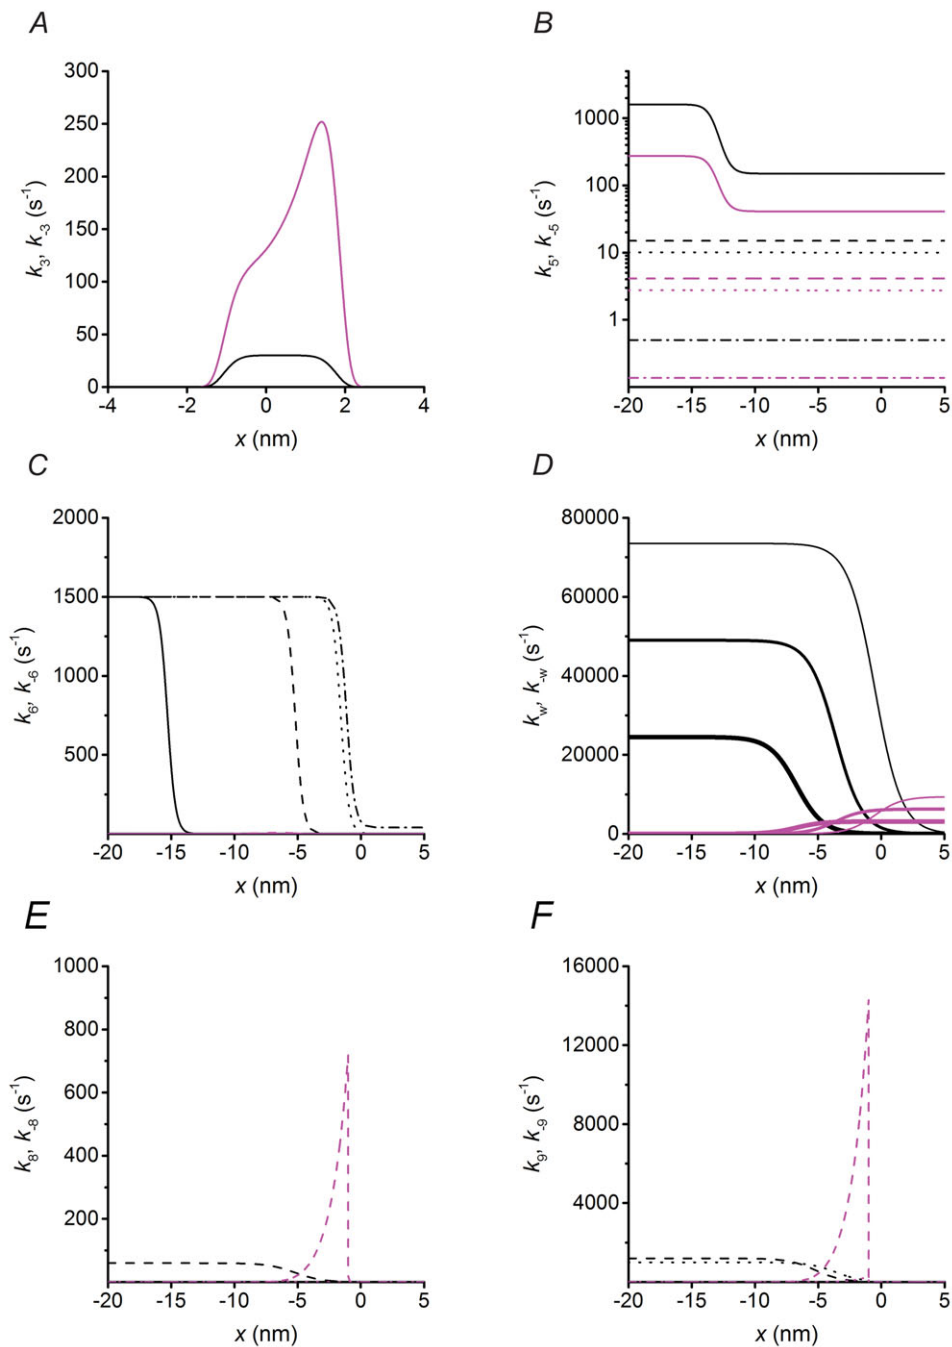 A
300
250
200
150
100
50
0
-4 -2 0 2 4
k3, k-3 (s-1)
x (nm)
B
1000
100
10
1
-20 -15 -10 -5 0 5
k5, k-5 (s-1)
x (nm)
C
2000
1500
1000
500
-20 -15 -10 -5 0 5
k6, k-6 (s-1)
x (nm)
D
80000
60000
40000
20000
0
-20 -15 -10 -5 0 5
kw, k-w (s-1)
x (nm)
E
1000
800
600
400
200
-20 -15 -10 -5 0 5
k8, k-8 (s-1)
x (nm)
F
16000
12000
8000
4000
-20 -15 -10 -5 0 5
k9, k-9 (s-1)
x (nm)